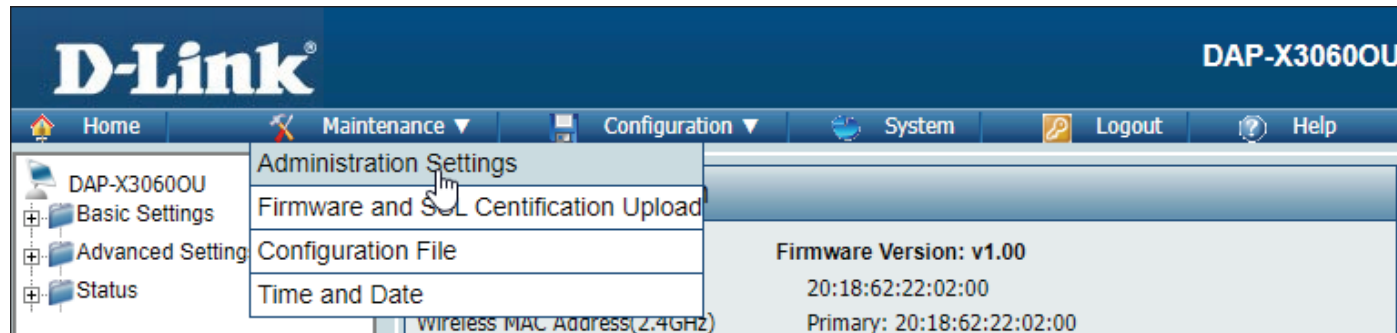 D-Link®
DAP-X3060OU
Home Maintenance ▼ Configuration ▼ System Logout Help
DAP-X3060OU
Basic Settings
Advanced Setting
Status
Administration Settings
Firmware and SSL Centification Upload
Configuration File
Time and Date
Firmware Version: v1.00
20:18:62:22:02:00
Wireless MAC Address(2.4GHz) Primary: 20:18:62:22:02:00